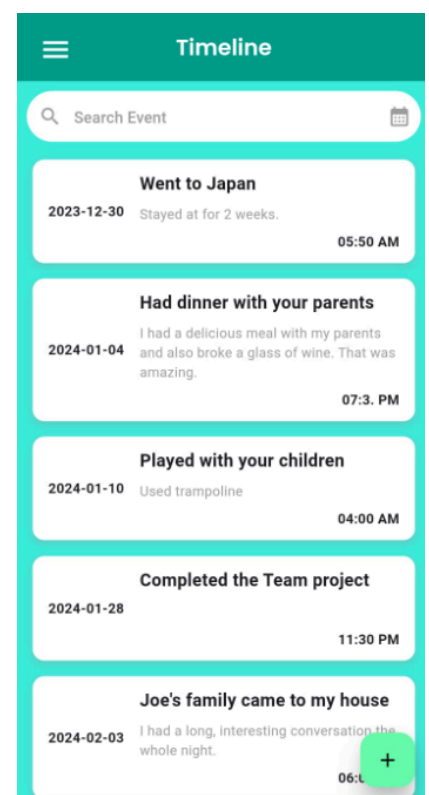 Timeline
Search Event
Went to Japan
2023-12-30
Stayed at for 2 weeks.
05:50 AM
Had dinner with your parents
I had a delicious meal with my parents
2024-01-04
and also broke a glass of wine. That was
amazing.
07:3. PM
Played with your children
2024-01-10
Used trampoline
04:00 AM
Completed the Team project
2024-01-28
11:30 PM
Joe's family came to my house
I had a long, interesting conversation the
2024-02-03
whole night.
+